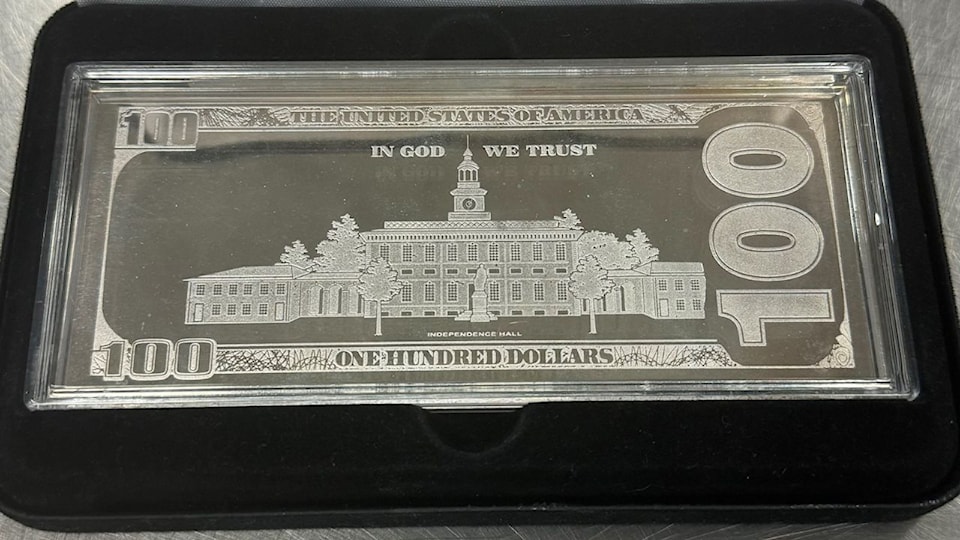 100
THE UNITED STATES OF AMERICA
IN GOD WE TRUST
100
INDEPENDENCE HALL
100
ONE HUNDRED DOLLARS